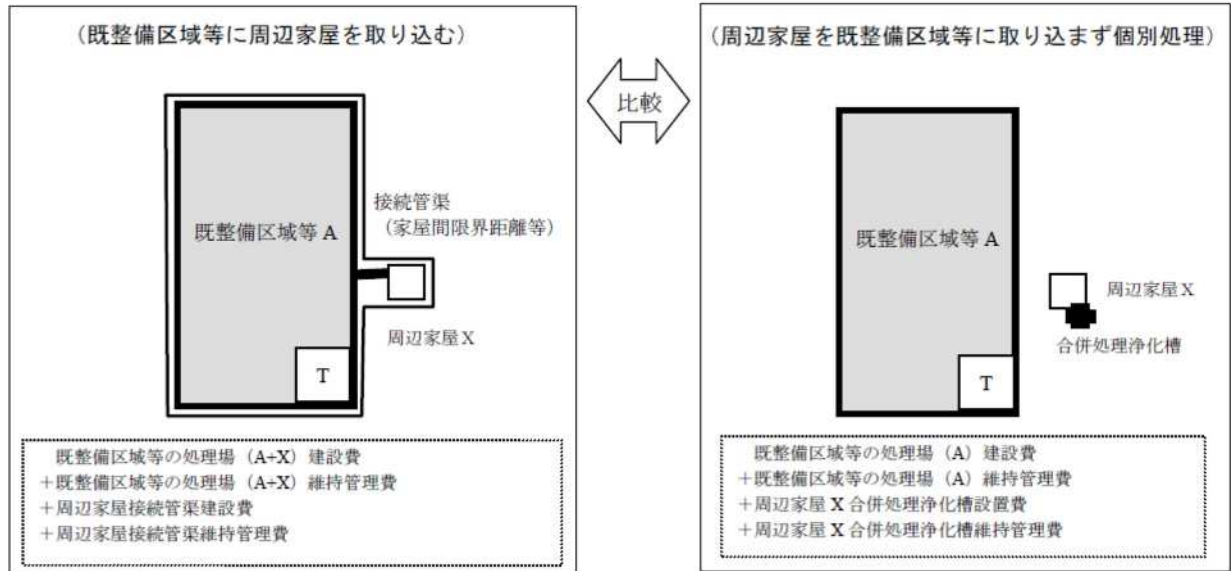 (既整備区域等に周辺家屋を取り込む)
既整備区域等 A
接続管渠
(家屋間限界距離等)
周辺家屋 X
T
既整備区域等の処理場（A+X）建設費
＋既整備区域等の処理場（A+X）維持管理費
＋周辺家屋接続管渠建設費
＋周辺家屋接続管渠維持管理費
比較
(周辺家屋を既整備区域等に取り込まず個別処理)
既整備区域等 A
周辺家屋 X
合併処理浄化槽
T
既整備区域等の処理場（A）建設費
＋既整備区域等の処理場（A）維持管理費
＋周辺家屋 X 合併処理浄化槽設置費
＋周辺家屋 X 合併処理浄化槽維持管理費